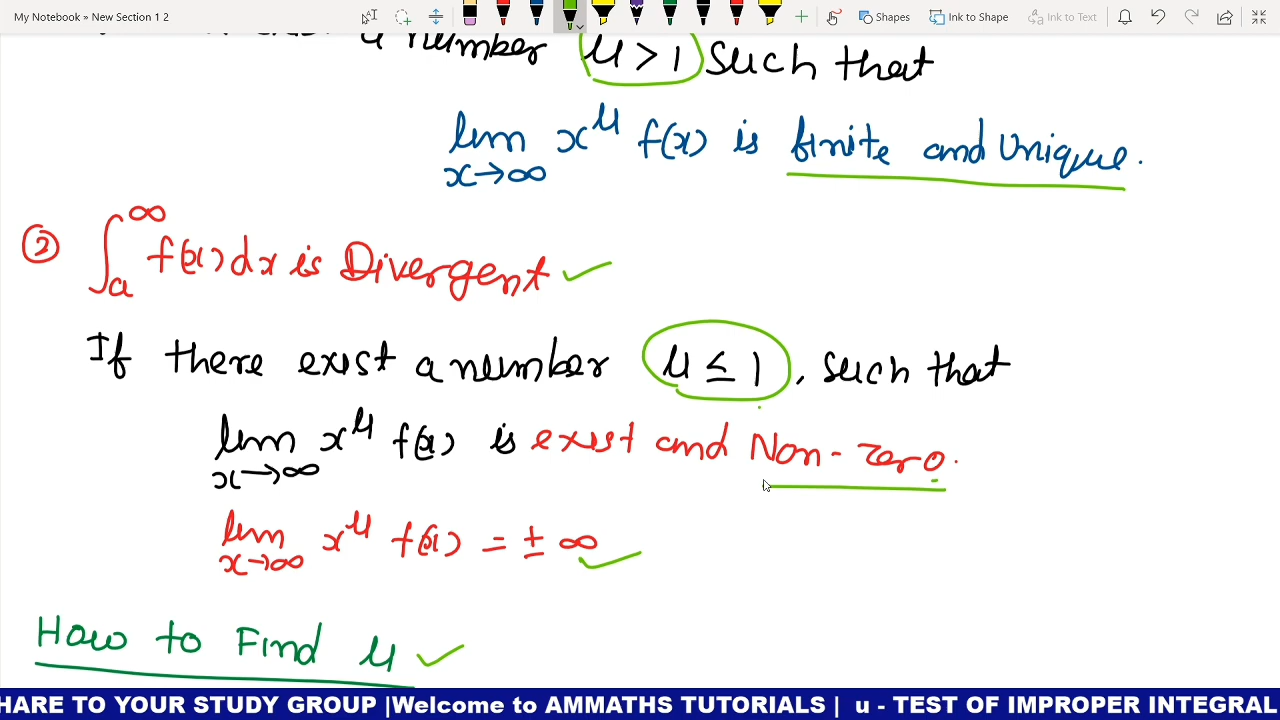 My Notebook » New Section 1 2
Shapes
Ink to Shape
Ink to Text
a number μ > 1 such that
lim x→∞ x^μ f(x) is finite and Unique.
② ∫_a^∞ f(x) dx is Divergent ✓
If there exist a number μ ≤ 1, such that
lim x→∞ x^μ f(x) is exist and Non-zero.
lim x→∞ x^μ f(x) = ± ∞ ✓
How to Find μ ✓
HARE TO YOUR STUDY GROUP |Welcome to AMMATHS TUTORIALS | u - TEST OF IMPROPER INTEGRAL